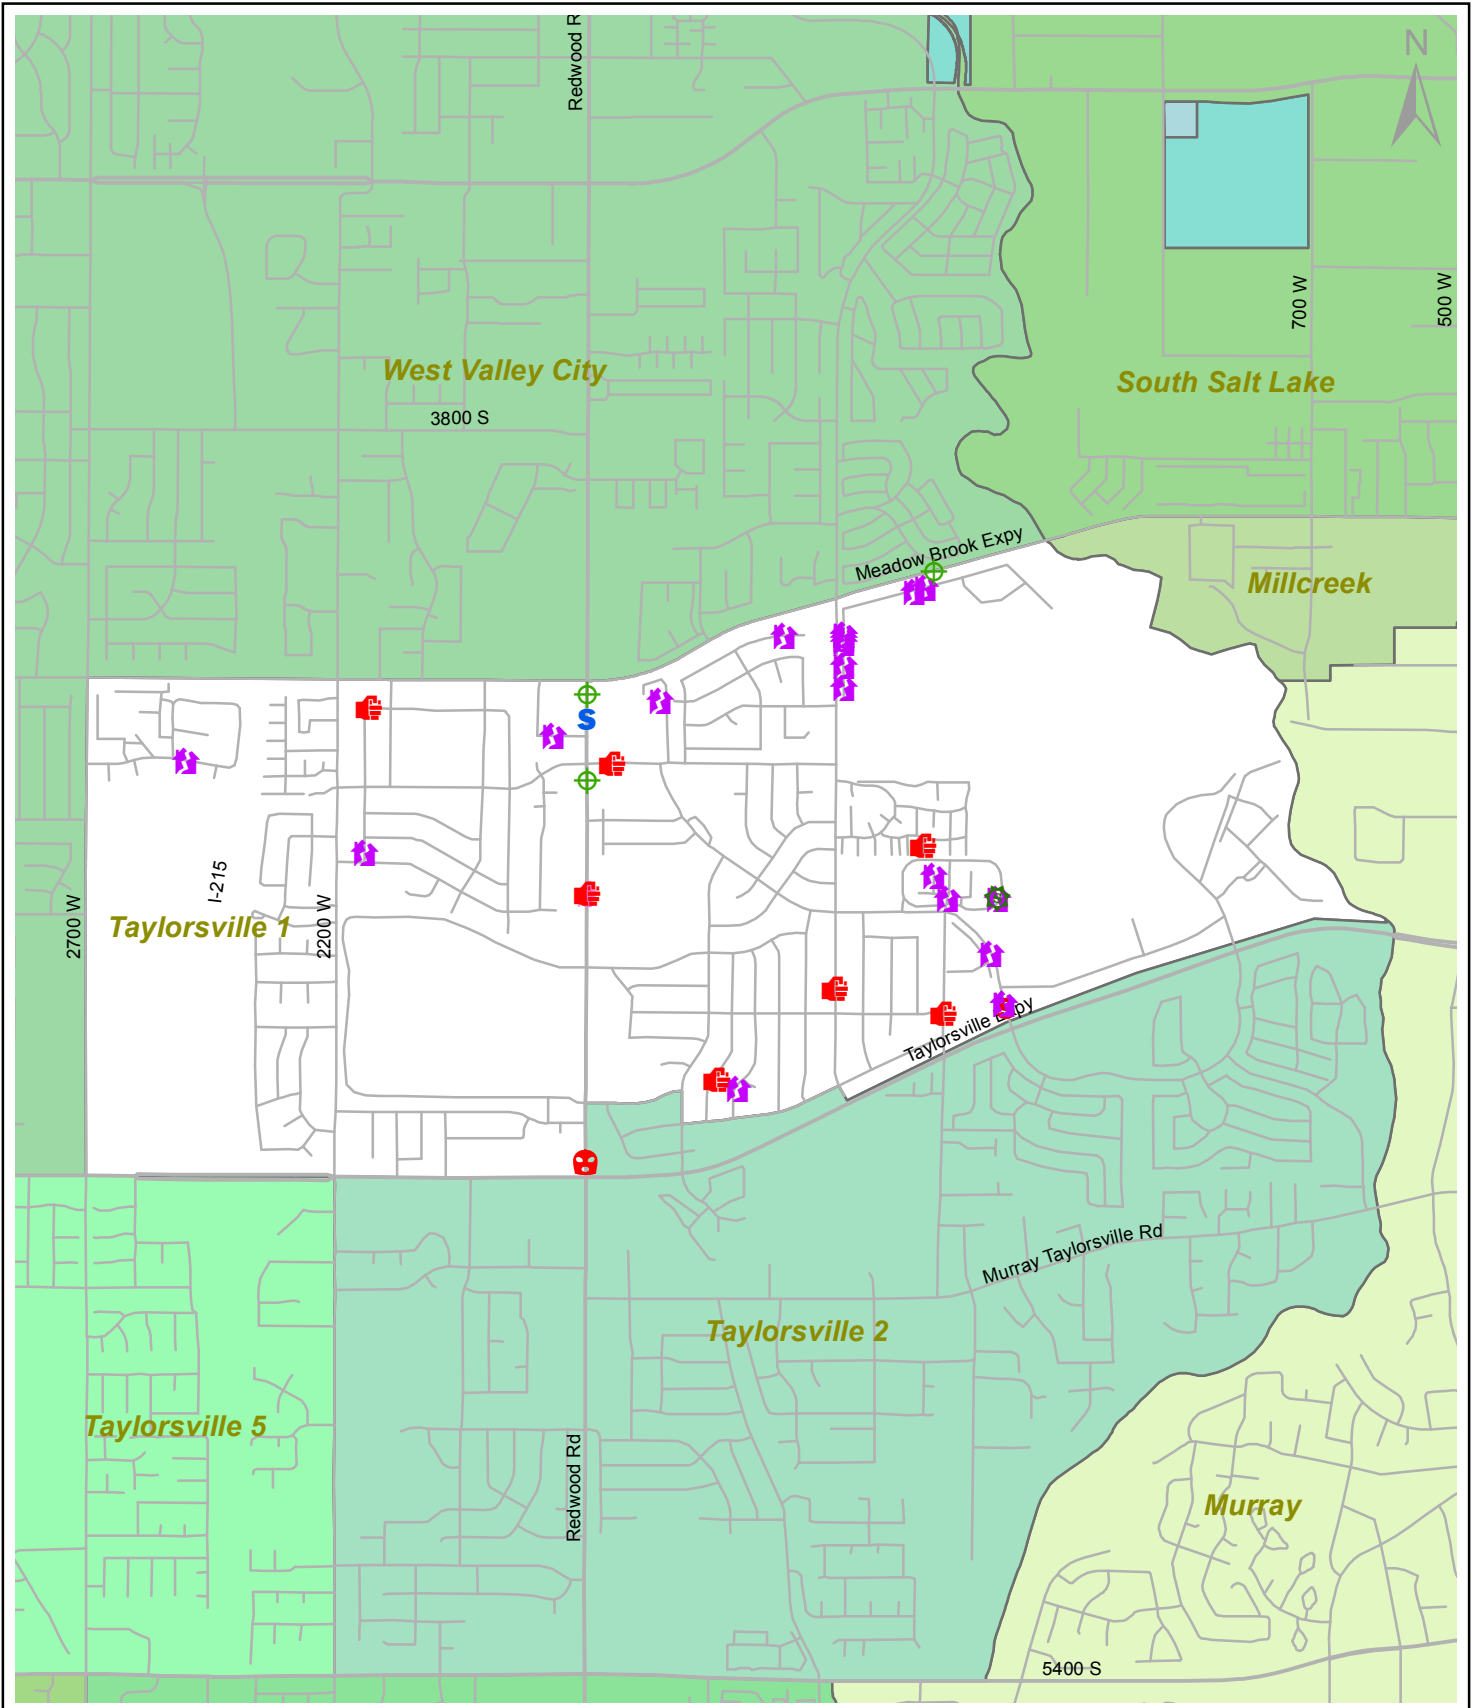 Redwood R
N
700 W
500 W
West Valley City
South Salt Lake
3800 S
Meadow Brook Expy
Millcreek
S
I-215
2700 W
Taylorsville 1
2200 W
Taylorsville Expy
Murray Taylorsville Rd
Taylorsville 2
Taylorsville 5
Redwood Rd
Murray
5400 S